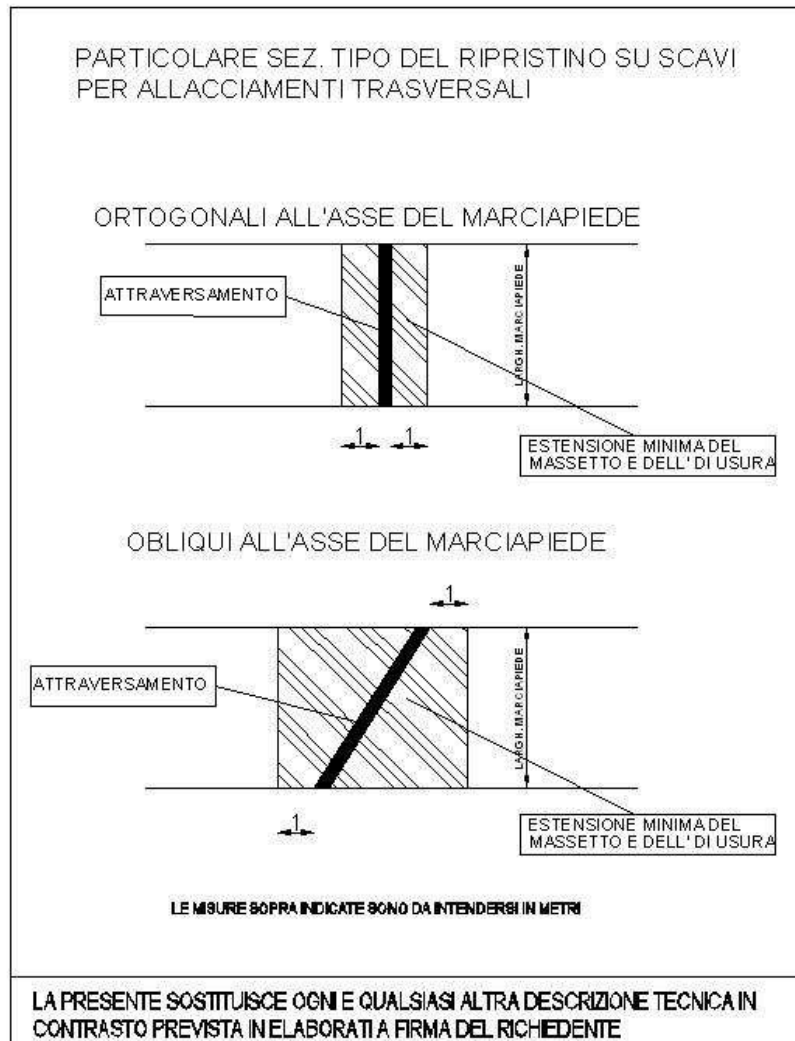 PARTICOLARE SEZ. TIPO DEL RIPRISTINO SU SCAVI
PER ALLACCIAMENTI TRASVERSALI
ORTOGONALI ALL'ASSE DEL MARCIAPIEDE
ATTRAVERSAMENTO
LARGH. MARCIAPIEDE
1 1
ESTENSIONE MINIMA DEL
MASSETTO E DELL' DI USURA
OBLIQUI ALL'ASSE DEL MARCIAPIEDE
1
ATTRAVERSAMENTO
LARGH. MARCIAPIEDE
1
ESTENSIONE MINIMA DEL
MASSETTO E DELL' DI USURA
LE MISURE SOPRA INDICATE SONO DA INTENDERSI IN METRI
LA PRESENTE SOSTITUISCE OGNI E QUALSIASI ALTRA DESCRIZIONE TECNICA IN
CONTRASTO PREVISTA IN ELABORATI A FIRMA DEL RICHIEDENTE